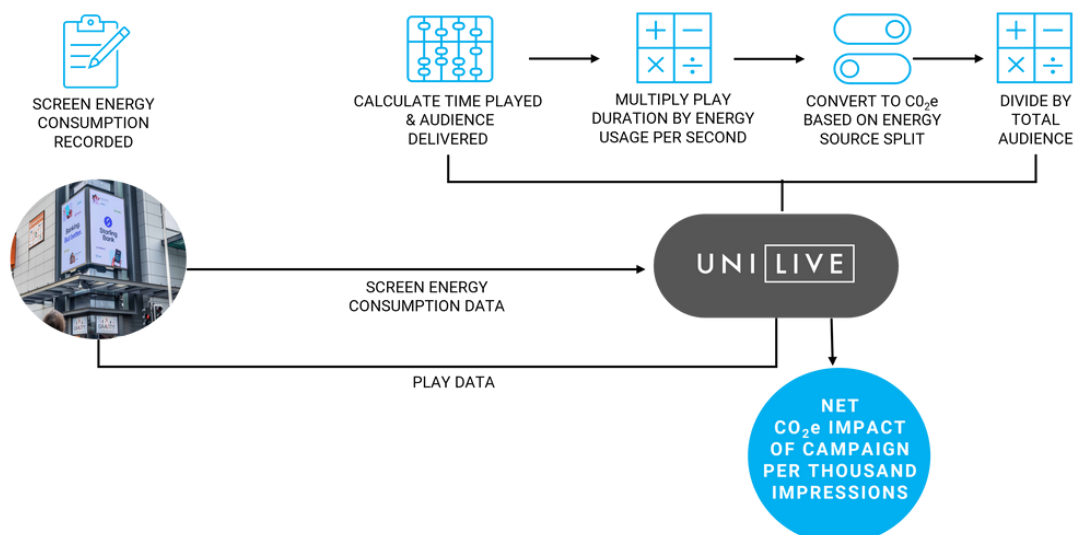 SCREEN ENERGY
CONSUMPTION
RECORDED
CALCULATE TIME PLAYED
& AUDIENCE
DELIVERED
MULTIPLY PLAY
DURATION BY ENERGY
USAGE PER SECOND
CONVERT TO C0₂e
BASED ON ENERGY
SOURCE SPLIT
DIVIDE BY
TOTAL
AUDIENCE
Starling
Bank
UNI LIVE
SCREEN ENERGY
CONSUMPTION DATA
PLAY DATA
NET
CO₂e IMPACT
OF CAMPAIGN
PER THOUSAND
IMPRESSIONS